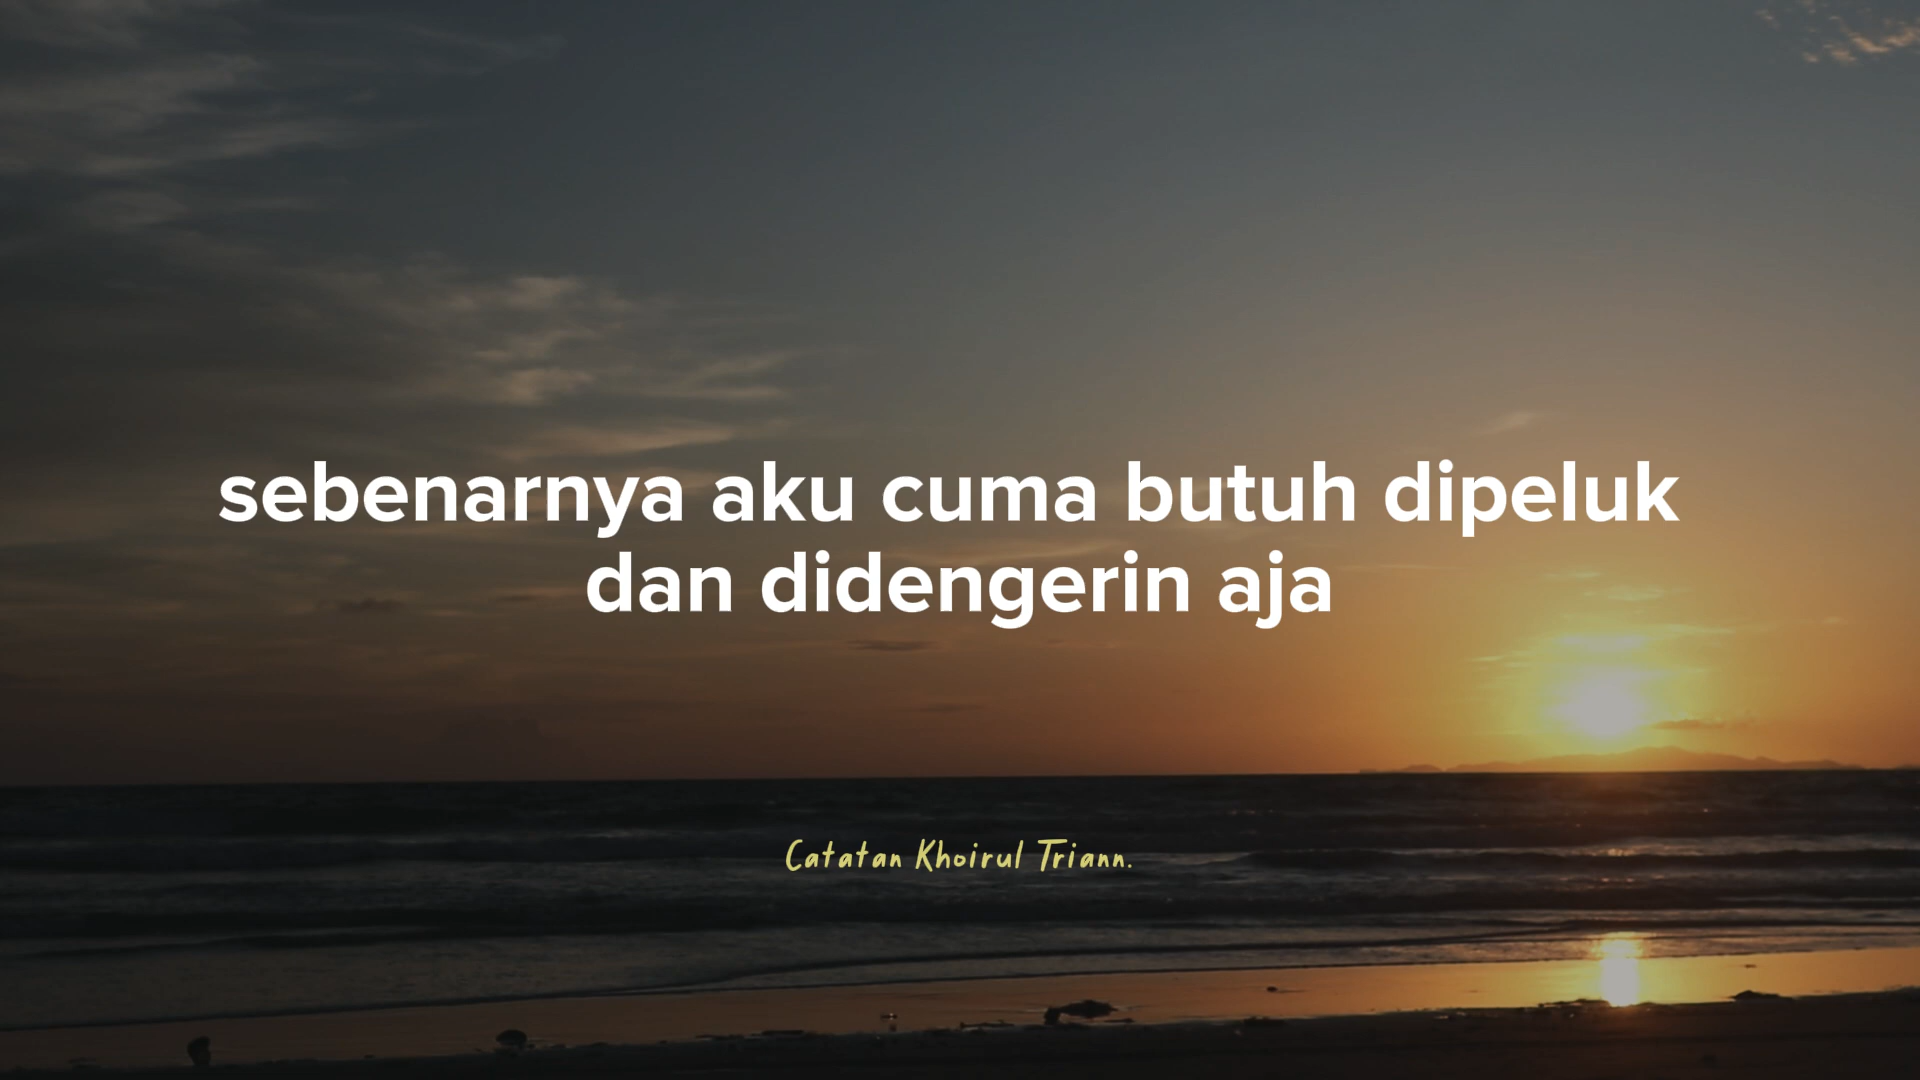 sebenarnya aku cuma butuh dipeluk
dan didengerin aja
Catatan Khoirul Triann.